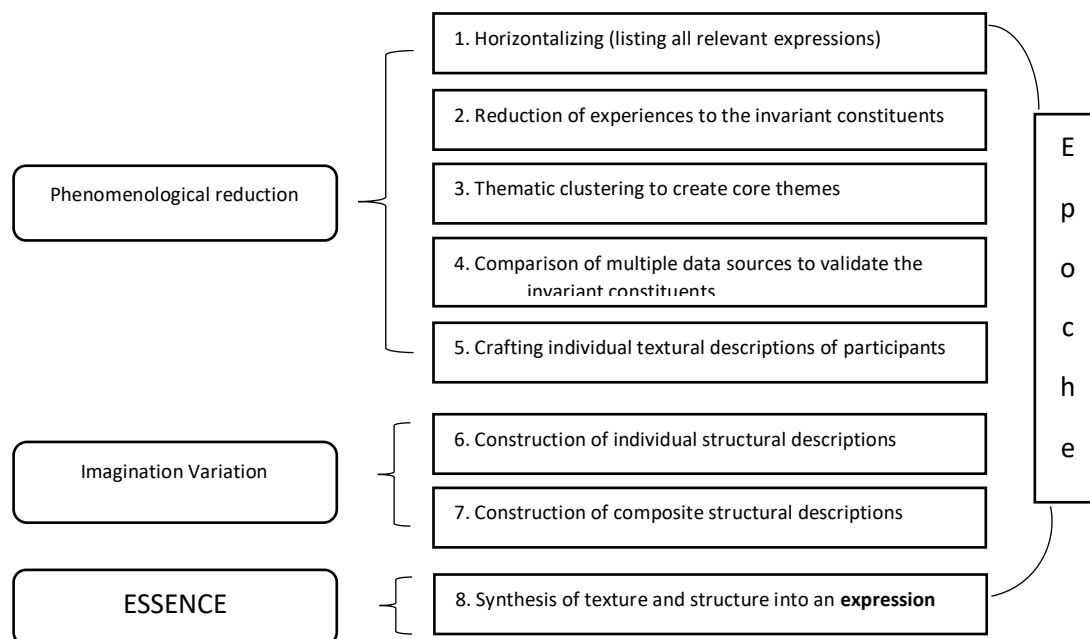 1. Horizontalizing (listing all relevant expressions)
2. Reduction of experiences to the invariant constituents
Phenomenological reduction
3. Thematic clustering to create core themes
4. Comparison of multiple data sources to validate the
invariant constituents
5. Crafting individual textural descriptions of participants
Imagination Variation
6. Construction of individual structural descriptions
7. Construction of composite structural descriptions
ESSENCE
8. Synthesis of texture and structure into an expression
E
p
o
c
h
e